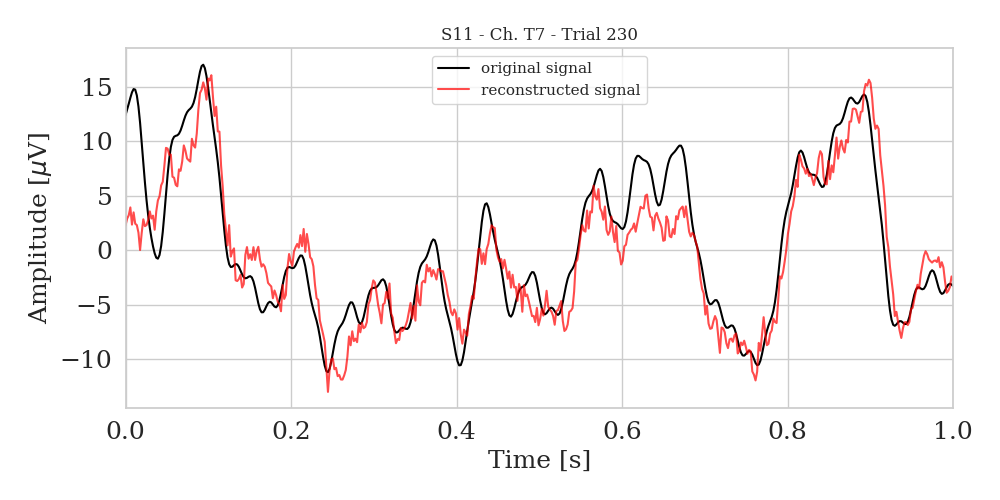 S11 - Ch. T7 - Trial 230
original signal
reconstructed signal
Amplitude [μV]
15
10
5
0
−5
−10
0.0 0.2 0.4 0.6 0.8 1.0
Time [s]